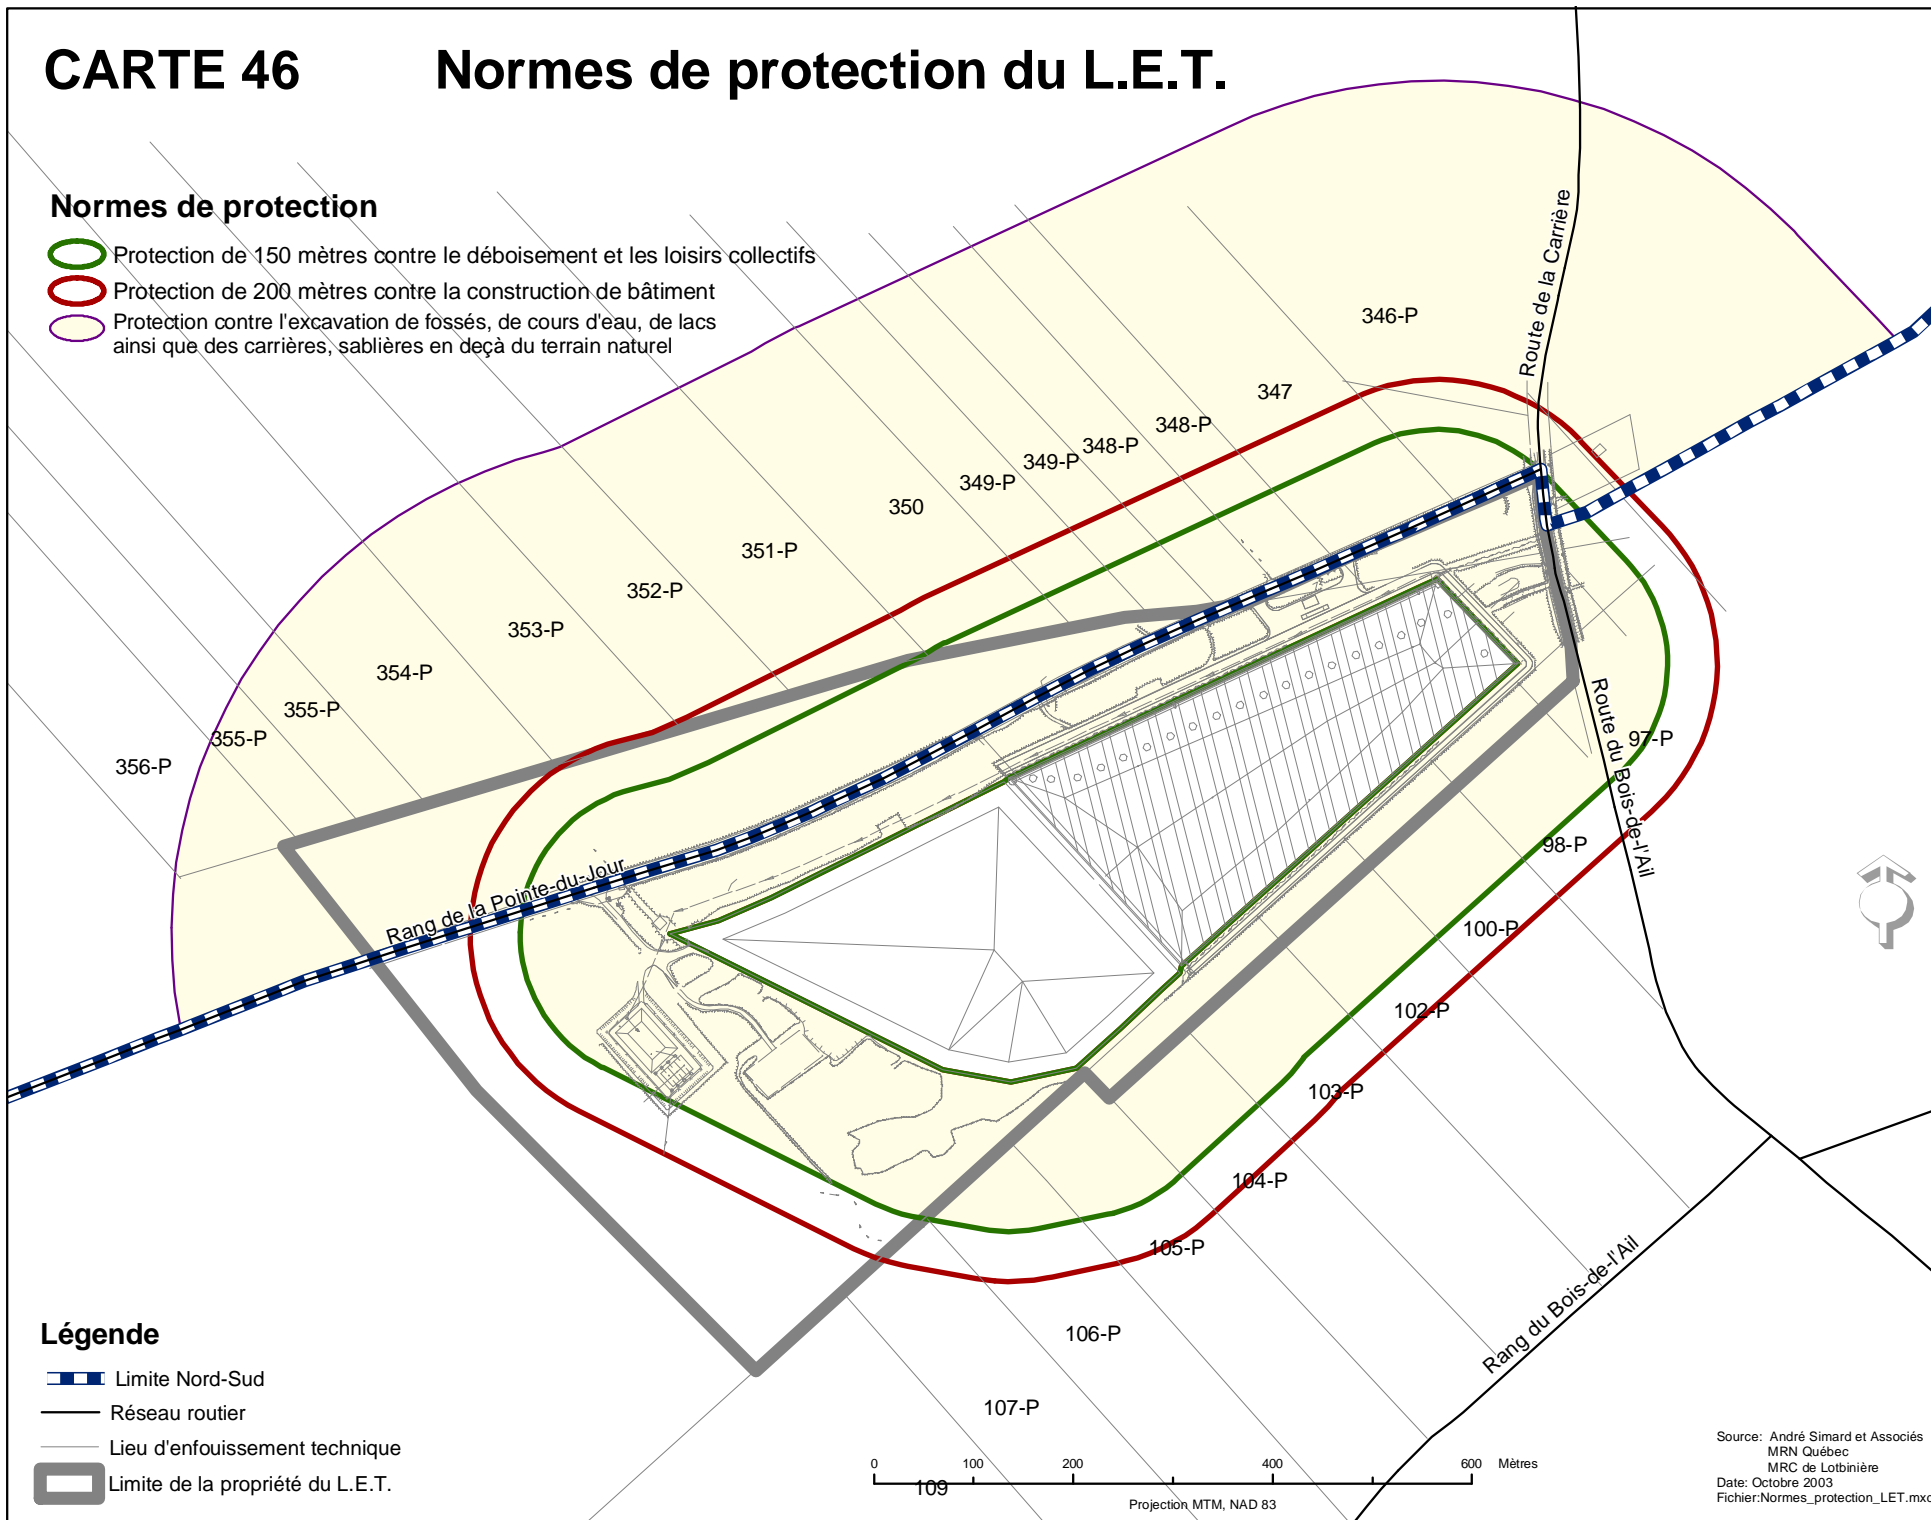 CARTE 46 Normes de protection du L.E.T.
Normes de protection
Protection de 150 mètres contre le déboisement et les loisirs collectifs
Protection de 200 mètres contre la construction de bâtiment
Protection contre l'excavation de fossés, de cours d'eau, de lacs
ainsi que des carrières, sablières en deçà du terrain naturel
Route de la Carrière
346-P
347
348-P
348-P
349-P
349-P
350
351-P
352-P
353-P
354-P
355-P
355-P
356-P
Rang de la Pointe-du-Jour
Route du Bois-de-l'Ail
97-P
98-P
100-P
102-P
103-P
104-P
105-P
106-P
107-P
109
Rang du Bois-de-l'Ail
Légende
Limite Nord-Sud
Réseau routier
Lieu d'enfouissement technique
Limite de la propriété du L.E.T.
0 100 200 400 600 Mètres
Projection MTM, NAD 83
Source: André Simard et Associés
MRN Québec
MRC de Lotbinière
Date: Octobre 2003
Fichier:Normes_protection_LET.mxd